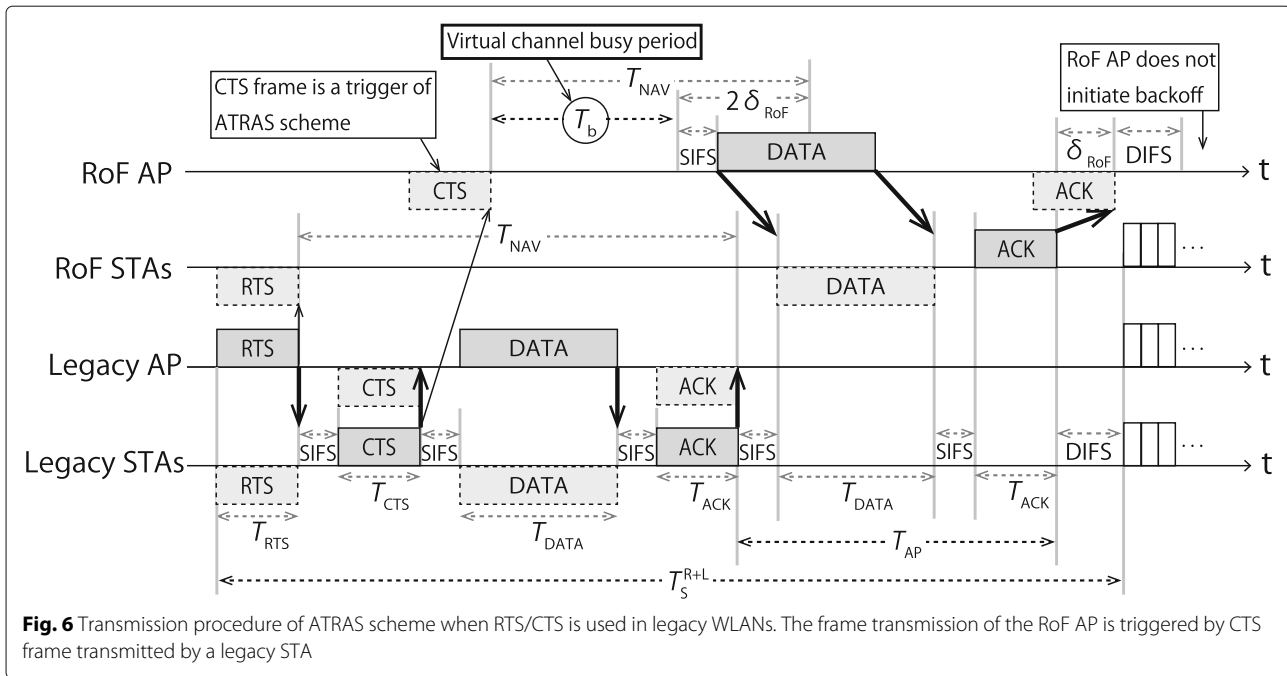 Virtual channel busy period
CTS frame is a trigger of
ATRAS scheme
RoF AP does not
initiate backoff
T_NAV
2 δ_RoF
T_b
SIFS
DATA
δ_RoF
DIFS
RoF AP
t
CTS
ACK
T_NAV
ACK
...
RoF STAs
t
RTS
DATA
RTS
DATA
...
Legacy AP
t
CTS
ACK
SIFS
CTS
SIFS
SIFS
ACK
SIFS
SIFS
DIFS
...
Legacy STAs
t
RTS
DATA
T_CTS
T_ACK
T_DATA
T_ACK
T_RTS
T_DATA
T_AP
T_S^R+L
Fig. 6 Transmission procedure of ATRAS scheme when RTS/CTS is used in legacy WLANs. The frame transmission of the RoF AP is triggered by CTS
frame transmitted by a legacy STA